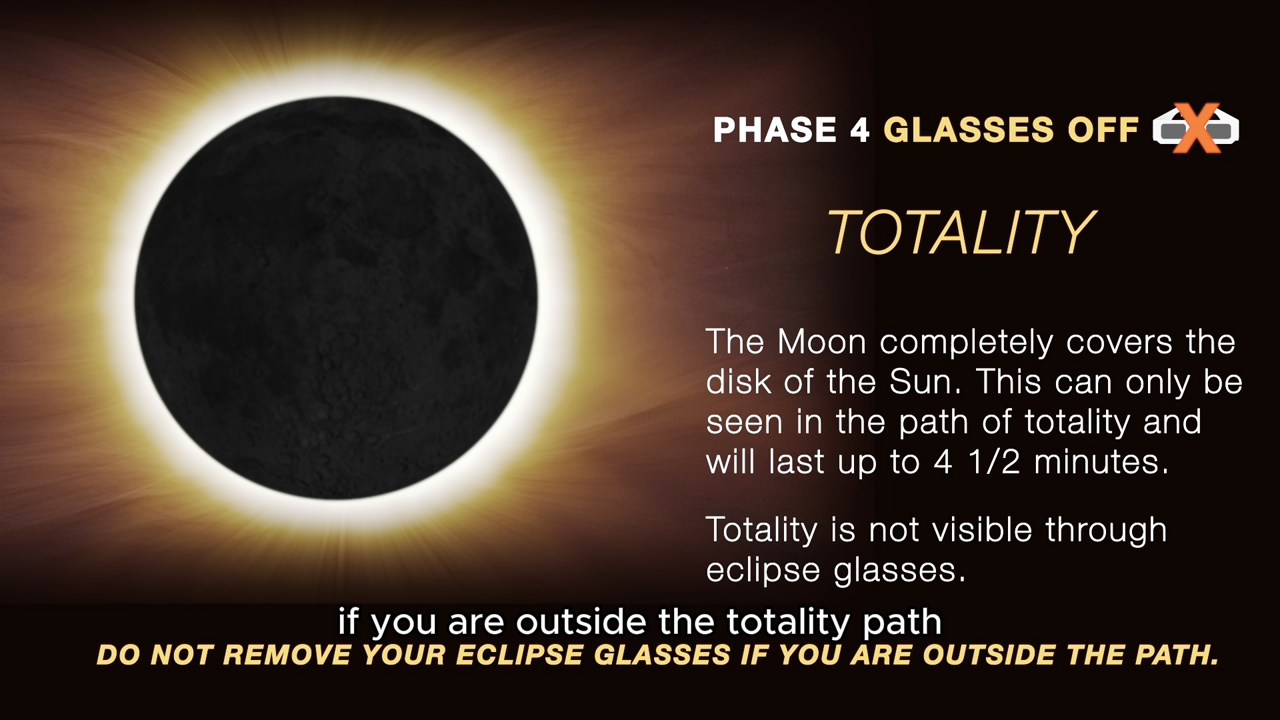 PHASE 4 GLASSES OFF
TOTALITY
The Moon completely covers the
disk of the Sun. This can only be
seen in the path of totality and
will last up to 4 1/2 minutes.
Totality is not visible through
eclipse glasses.
if you are outside the totality path
DO NOT REMOVE YOUR ECLIPSE GLASSES IF YOU ARE OUTSIDE THE PATH.